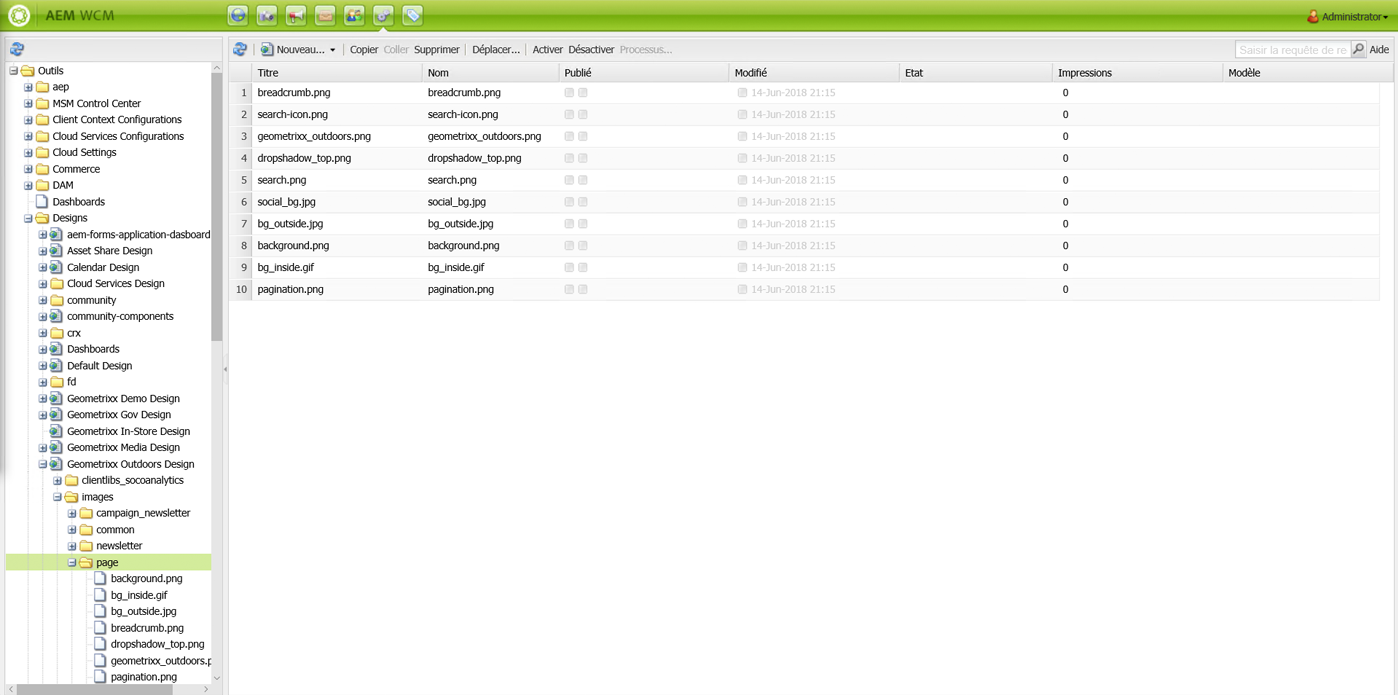 AEM WCM
Administrator
Nouveau... Copier Coller Supprimer Déplacer... Activer Désactiver Processus... Saisir la requête de re Aide
Titre Nom Publié Modifié Etat Impressions Modèle
1 breadcrumb.png breadcrumb.png 14-Jun-2018 21:15 0
2 search-icon.png search-icon.png 14-Jun-2018 21:15 0
3 geometrixx_outdoors.png geometrixx_outdoors.png 14-Jun-2018 21:15 0
4 dropshadow_top.png dropshadow_top.png 14-Jun-2018 21:15 0
5 search.png search.png 14-Jun-2018 21:15 0
6 social_bg.jpg social_bg.jpg 14-Jun-2018 21:15 0
7 bg_outside.jpg bg_outside.jpg 14-Jun-2018 21:15 0
8 background.png background.png 14-Jun-2018 21:15 0
9 bg_inside.gif bg_inside.gif 14-Jun-2018 21:15 0
10 pagination.png pagination.png 14-Jun-2018 21:15 0
Outils
aep
MSM Control Center
Client Context Configurations
Cloud Services Configurations
Cloud Settings
Commerce
DAM
Dashboards
Designs
aem-forms-application-dasboard
Asset Share Design
Calendar Design
Cloud Services Design
community
community-components
crx
Dashboards
Default Design
fd
Geometrixx Demo Design
Geometrixx Gov Design
Geometrixx In-Store Design
Geometrixx Media Design
Geometrixx Outdoors Design
clientlibs_socoanalytics
images
campaign_newsletter
common
newsletter
page
background.png
bg_inside.gif
bg_outside.jpg
breadcrumb.png
dropshadow_top.png
geometrixx_outdoors.p
pagination.png